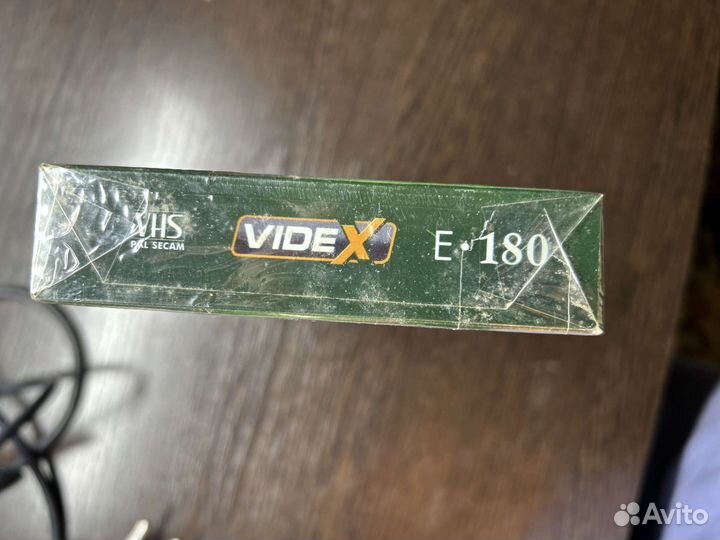 VHS
PAL SECAM
VIDEX
E-180
Avito